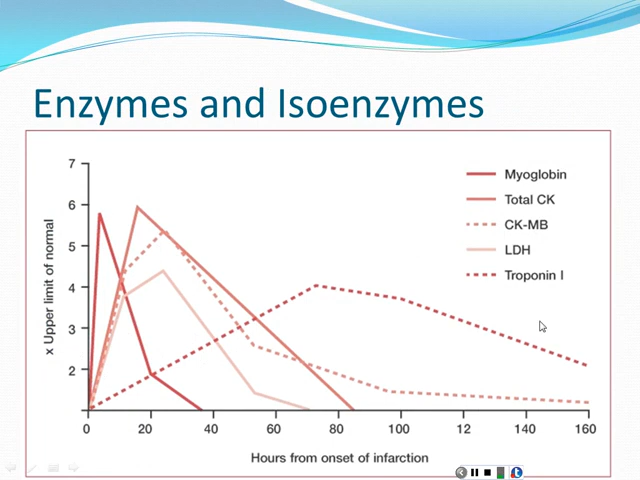 Enzymes and Isoenzymes
7
6
5
4
3
2
x Upper limit of normal
Myoglobin
Total CK
CK-MB
LDH
Troponin I
0 20 40 60 80 100 12 140 160
Hours from onset of infarction